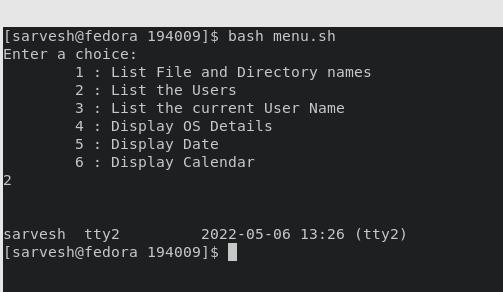 [sarvesh@fedora 194009]$ bash menu.sh
Enter a choice:
1 : List File and Directory names
2 : List the Users
3 : List the current User Name
4 : Display OS Details
5 : Display Date
6 : Display Calendar
2
sarvesh  tty2         2022-05-06 13:26 (tty2)
[sarvesh@fedora 194009]$